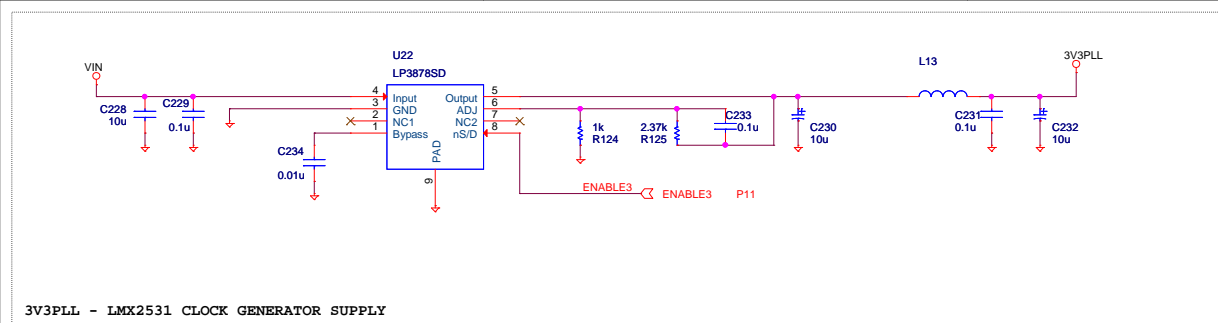 U22
LP3878SD
VIN
L13
3V3PLL
C228
10u
C229
0.1u
4
Input
3
GND
2
NC1
1
Bypass
PAD
9
Output
5
ADJ
6
NC2
7
nS/D
8
C234
0.01u
1k
R124
2.37k
R125
C233
0.1u
C230
10u
C231
0.1u
C232
10u
ENABLE3
ENABLE3 P11
3V3PLL - LMX2531 CLOCK GENERATOR SUPPLY